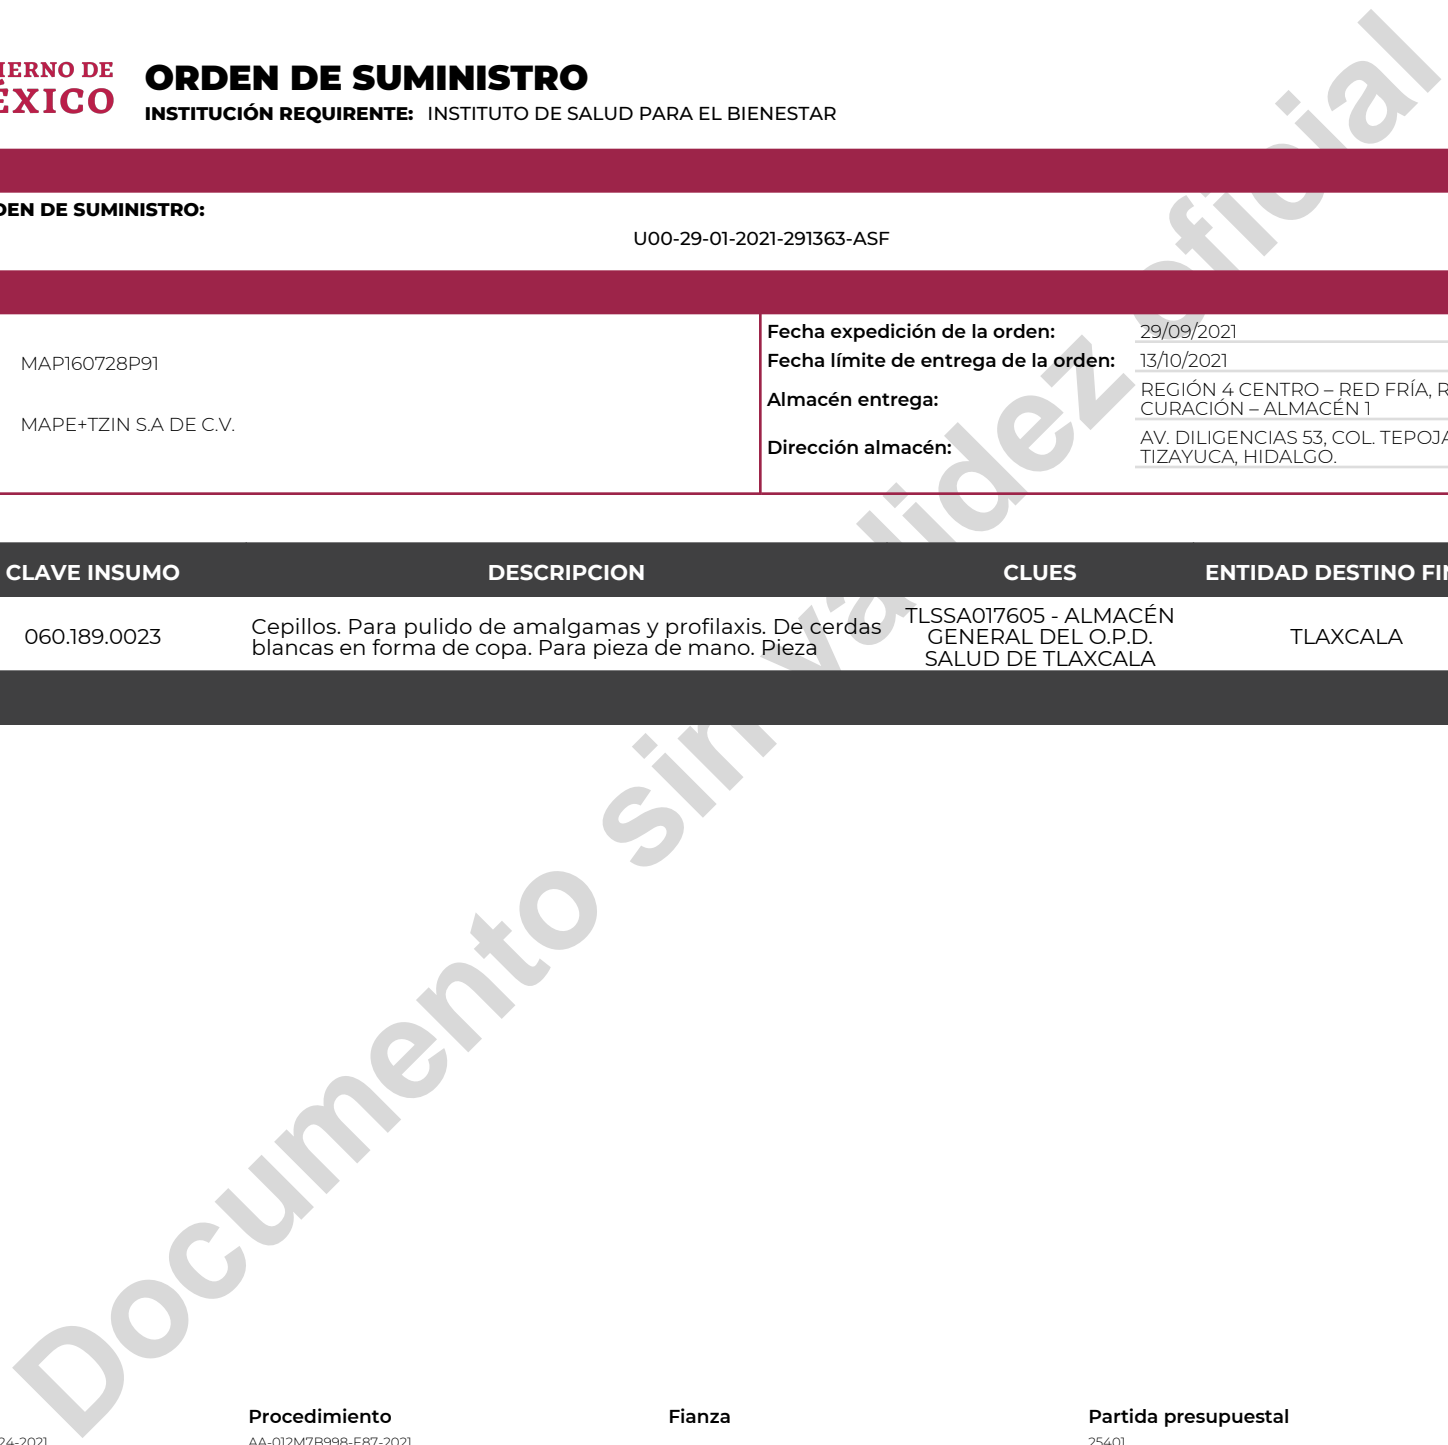 ORDEN DE SUMINISTRO
INSTITUCIÓN REQUIRENTE: INSTITUTO DE SALUD PARA EL BIENESTAR
DE
DE SUMINISTRO:
U00-29-01-2021-291363-ASF
MAP160728P91
MAPE+TZIN S.A DE C.V.
Fecha expedición de la orden: 29/09/2021
Fecha límite de entrega de la orden: 13/10/2021
Almacén entrega: REGIÓN 4 CENTRO – RED FRÍA,
CURACIÓN – ALMACÉN 1
Dirección almacén: AV. DILIGENCIAS 53, COL.
TIZAYUCA, HIDALGO.
CLAVE INSUMO DESCRIPCION CLUES ENTIDAD DESTINO
060.189.0023
Cepillos. Para pulido de amalgamas y profilaxis. De cerdas
blancas en forma de copa. Para pieza de mano. Pieza
TLSSA017605 - ALMACÉN
GENERAL DEL O.P.D.
SALUD DE TLAXCALA
TLAXCALA
Documento sin validez oficial
Procedimiento Fianza Partida presupuestal
AA-012M7B998-E87-2021 25401